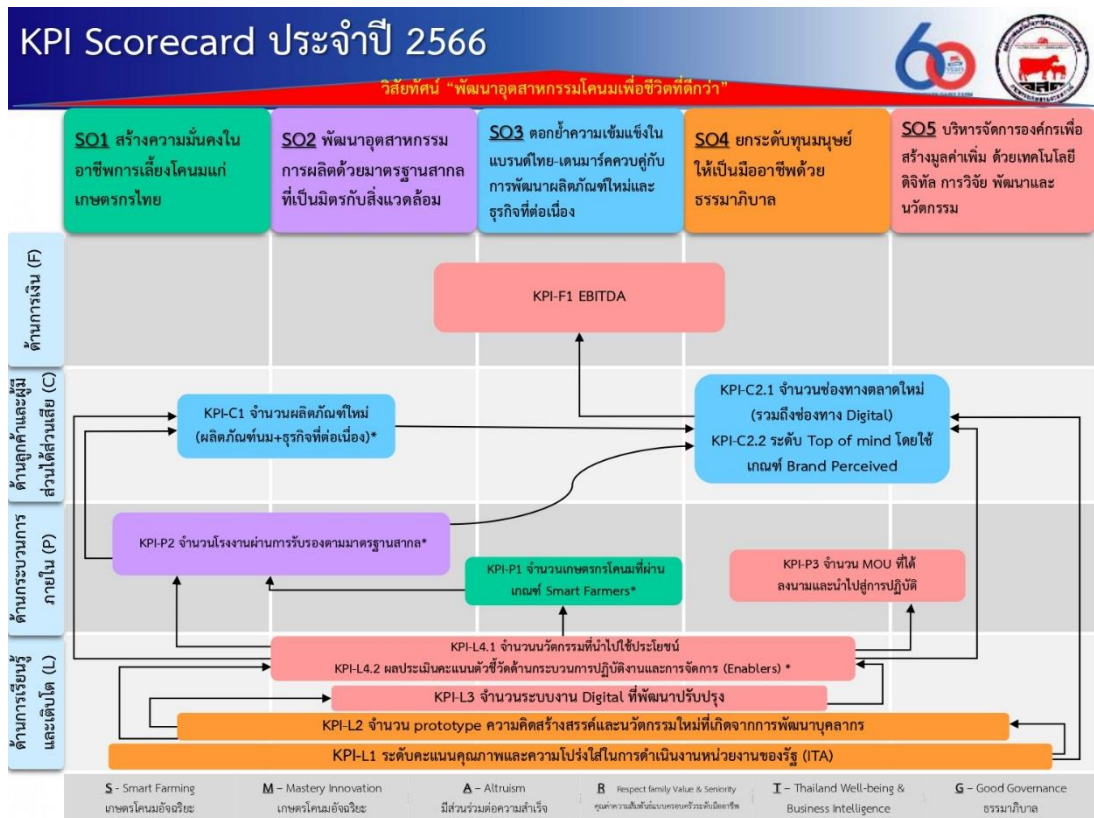 KPI Scorecard ประจำปี 2566
60
YEARS
วิสัยทัศน์ “พัฒนาอุตสาหกรรมโคนมเพื่อชีวิตที่ดีกว่า”
SO1 สร้างความมั่นคงใน
อาชีพการเลี้ยงโคนมแก่
เกษตรกรไทย
SO2 พัฒนาอุตสาหกรรม
การผลิตด้วยมาตรฐานสากล
ที่เป็นมิตรกับสิ่งแวดล้อม
SO3 ตอกย้ำความเข้มแข็งใน
แบรนด์ไทย-เดนมาร์คควบคู่กับ
การพัฒนาผลิตภัณฑ์ใหม่และ
ธุรกิจที่ต่อเนื่อง
SO4 ยกระดับทุนมนุษย์
ให้เป็นมืออาชีพด้วย
ธรรมาภิบาล
SO5 บริหารจัดการองค์กรเพื่อ
สร้างมูลค่าเพิ่ม ด้วยเทคโนโลยี
ดิจิทัล การวิจัย พัฒนาและ
นวัตกรรม
ด้านการเงิน (F)
KPI-F1 EBITDA
ด้านลูกค้าและผู้มี
ส่วนได้ส่วนเสีย (C)
KPI-C1 จำนวนผลิตภัณฑ์ใหม่
(ผลิตภัณฑ์นม+ธุรกิจที่ต่อเนื่อง)*
KPI-C2.1 จำนวนช่องทางตลาดใหม่
(รวมถึงช่องทาง Digital)
KPI-C2.2 ระดับ Top of mind โดยใช้
เกณฑ์ Brand Perceived
ด้านกระบวนการ
ภายใน (P)
KPI-P2 จำนวนโรงงานผ่านการรับรองตามมาตรฐานสากล*
KPI-P1 จำนวนเกษตรกรโคนมที่ผ่าน
เกณฑ์ Smart Farmers*
KPI-P3 จำนวน MOU ที่ได้
ลงนามและนำไปสู่การปฏิบัติ
ด้านการเรียนรู้
และเติบโต (L)
KPI-L4.1 จำนวนนวัตกรรมที่นำไปใช้ประโยชน์
KPI-L4.2 ผลประเมินคะแนนตัวชี้วัดด้านกระบวนการปฏิบัติงานและการจัดการ (Enablers) *
KPI-L3 จำนวนระบบงาน Digital ที่พัฒนาปรับปรุง
KPI-L2 จำนวน prototype ความคิดสร้างสรรค์และนวัตกรรมใหม่ที่เกิดจากการพัฒนาบุคลากร
KPI-L1 ระดับคะแนนคุณภาพและความโปร่งใสในการดำเนินงานหน่วยงานของรัฐ (ITA)
S - Smart Farming
เกษตรโคนมอัจฉริยะ
M – Mastery Innovation
เกษตรโคนมอัจฉริยะ
A – Altruism
มีส่วนร่วมต่อความสำเร็จ
R Respect family Value & Seniority
คุณค่าความสัมพันธ์แบบครอบครัวระดับมืออาชีพ
T – Thailand Well-being &
Business Intelligence
G – Good Governance
ธรรมาภิบาล